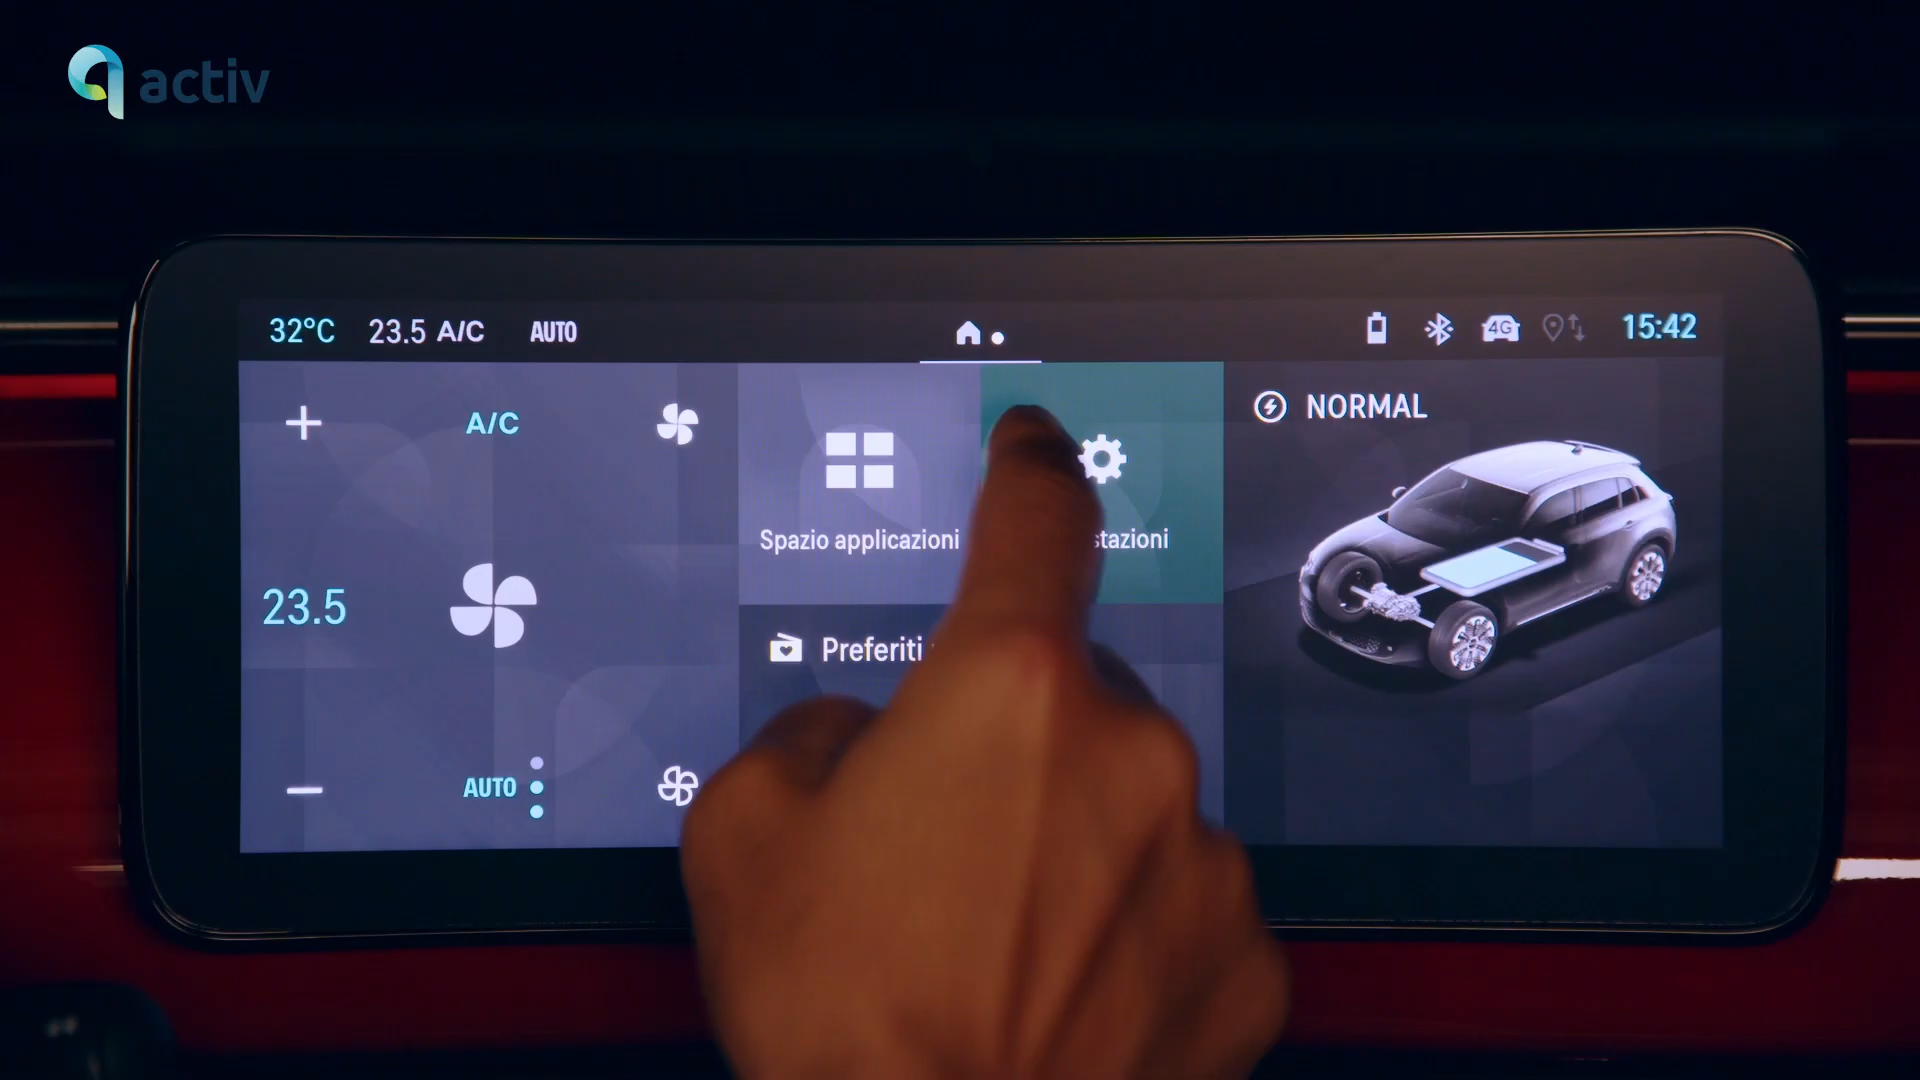 activ
32°C 23.5 A/C AUTO 4G 15:42
A/C
NORMAL
Spazio applicazioni
stazioni
23.5
Preferiti
AUTO